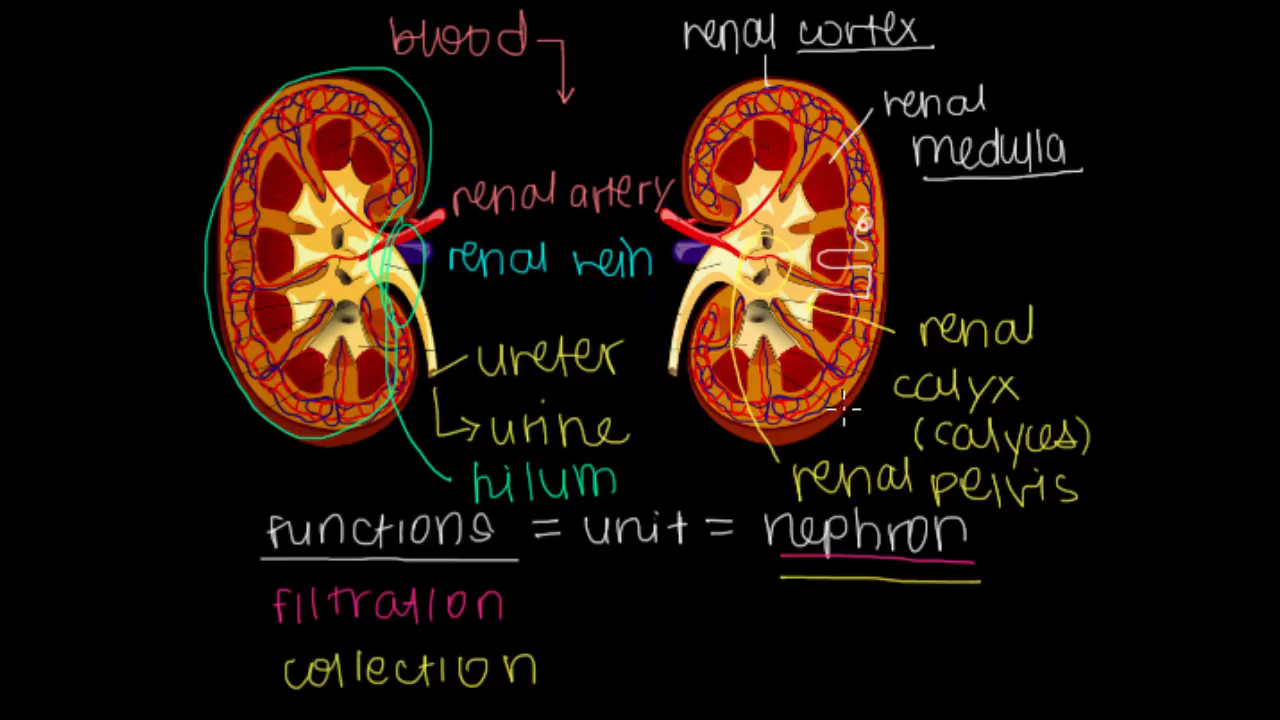 blood
renal cortex
renal
medulla
renal artery
renal vein
ureter
urine
hilum
renal
calyx
(calyces)
renal pelvis
functions = unit = nephron
filtration
collection